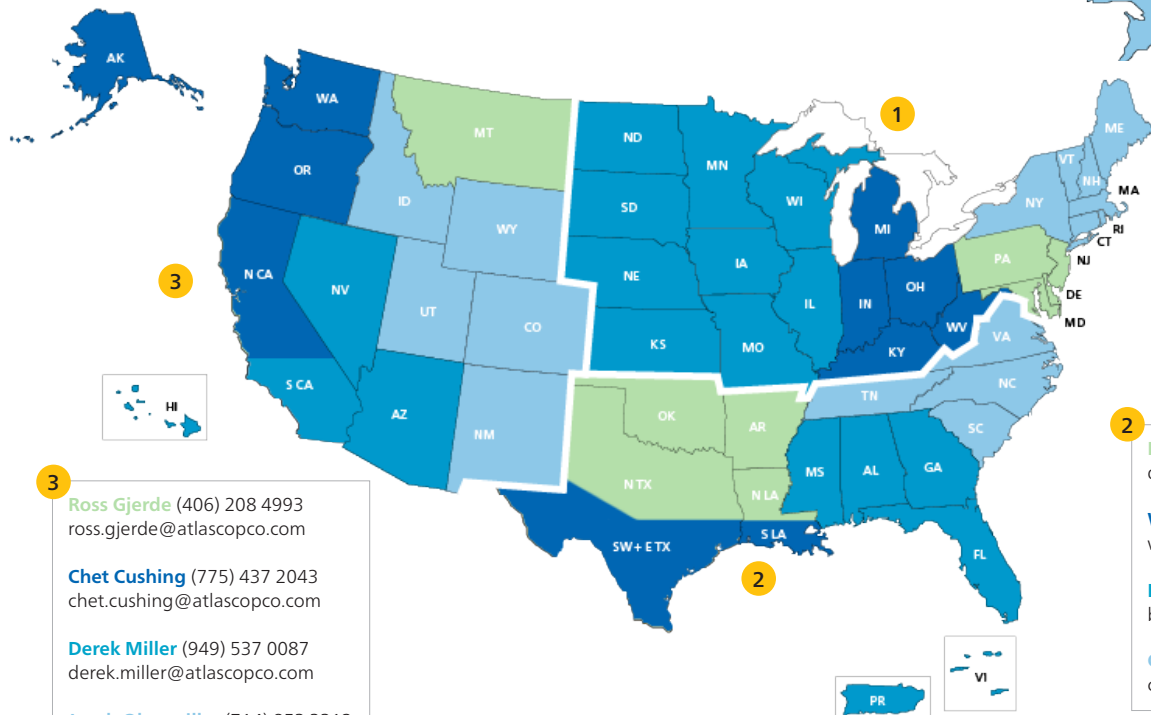 AK
WA
MT
ND
MN
1
ME
VT
NH
OR
ID
SD
WI
MI
NY
MA
RI
CT
WY
N CA
NV
NE
IA
PA
NJ
3
UT
CO
IL
IN
OH
DE
MD
WV
VA
KS
MO
KY
S CA
HI
AZ
NM
OK
AR
TN
NC
SC
N TX
N LA
MS
AL
GA
SW + E TX
S LA
FL
2
VI
PR
3
Ross Gjerde (406) 208 4993
ross.gjerde@atlascopco.com
Chet Cushing (775) 437 2043
chet.cushing@atlascopco.com
Derek Miller (949) 537 0087
derek.miller@atlascopco.com
2